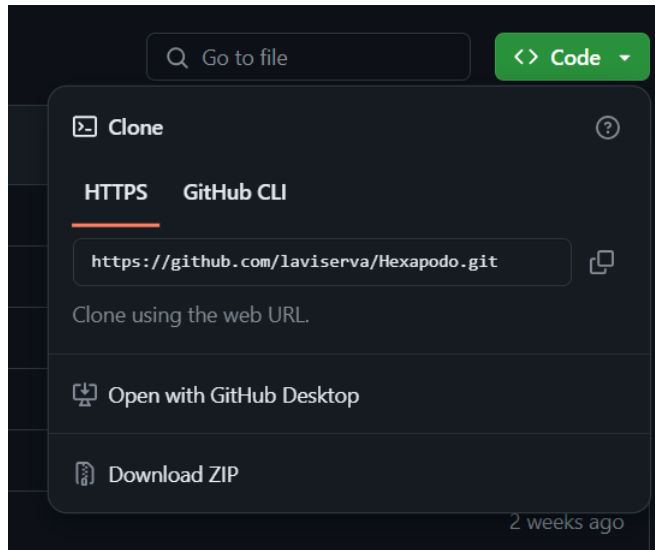 Go to file
<> Code
Clone
HTTPS GitHub CLI
https://github.com/laviserva/Hexapodo.git
Clone using the web URL.
Open with GitHub Desktop
Download ZIP
2 weeks ago